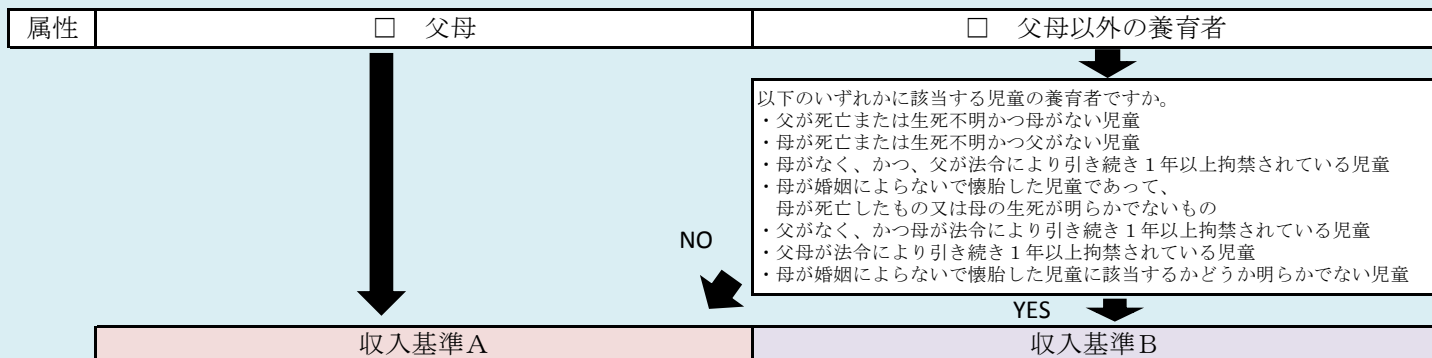 属性 □ 父母 □ 父母以外の養育者
以下のいずれかに該当する児童の養育者ですか。
・父が死亡または生死不明かつ母がない児童
・母が死亡または生死不明かつ父がない児童
・母がなく、かつ、父が法令により引き続き１年以上拘禁されている児童
・母が婚姻によらないで懐胎した児童であって、
母が死亡したもの又は母の生死が明らかでないもの
・父がなく、かつ母が法令により引き続き１年以上拘禁されている児童
・父母が法令により引き続き１年以上拘禁されている児童
・母が婚姻によらないで懐胎した児童に該当するかどうか明らかでない児童
NO
YES
収入基準Ａ 収入基準Ｂ